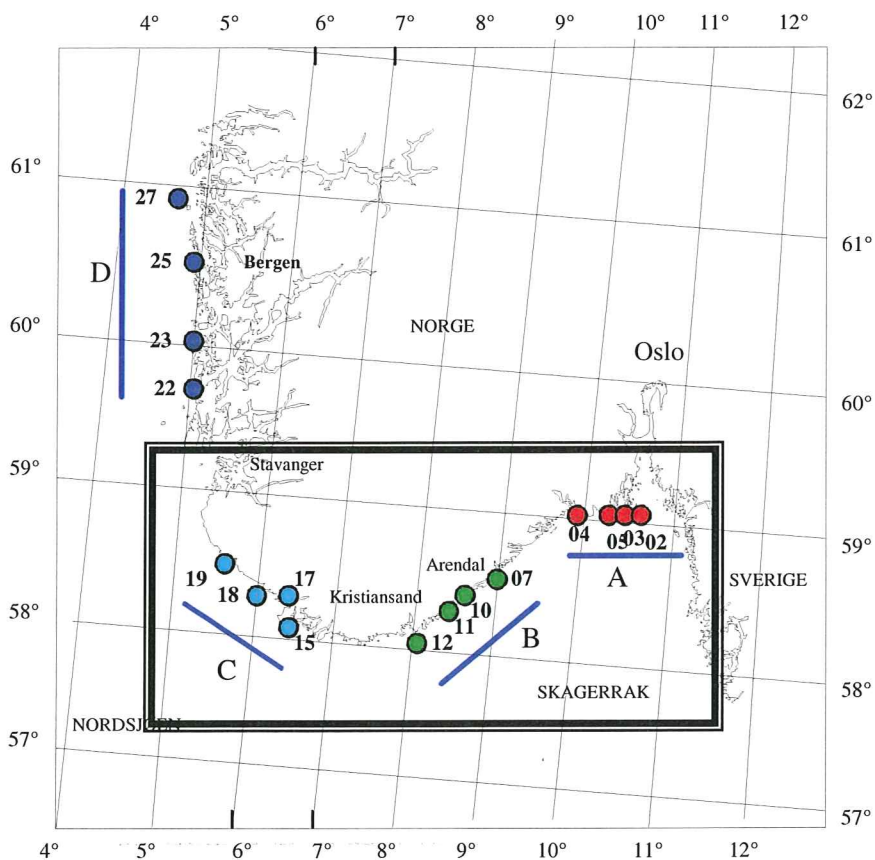 4° 5° 6° 7° 8° 9° 10° 11° 12°
62°
61°
27
D
25 Bergen
61°
60°
23
NORGE
Oslo
22
60°
59°
Stavanger
04 05 03 02
59°
19
18
17
Arendal
07
A
SVERIGE
58°
Kristiansand
10
15
11
12
B
C
SKAGERRAK
58°
NORDSJØEN
57°
57°
4° 5° 6° 7° 8° 9° 10° 11° 12°